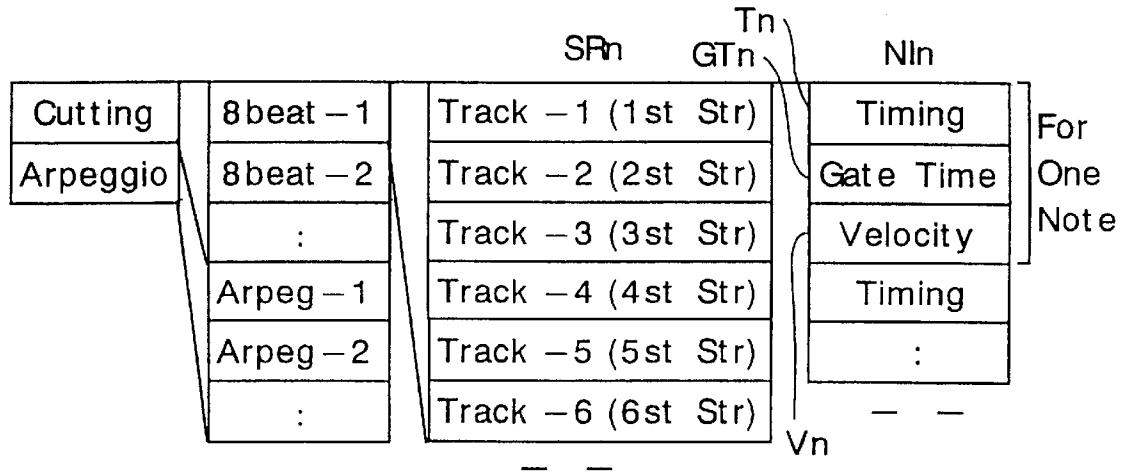 Tn
SRn GTn NIn
Cutting 8beat-1 Track -1 (1st Str) Timing For
Arpeggio 8beat-2 Track -2 (2st Str) Gate Time One
: Track -3 (3st Str) Velocity Note
Arpeg-1 Track -4 (4st Str) Timing
Arpeg-2 Track -5 (5st Str) :
: Track -6 (6st Str)
Vn